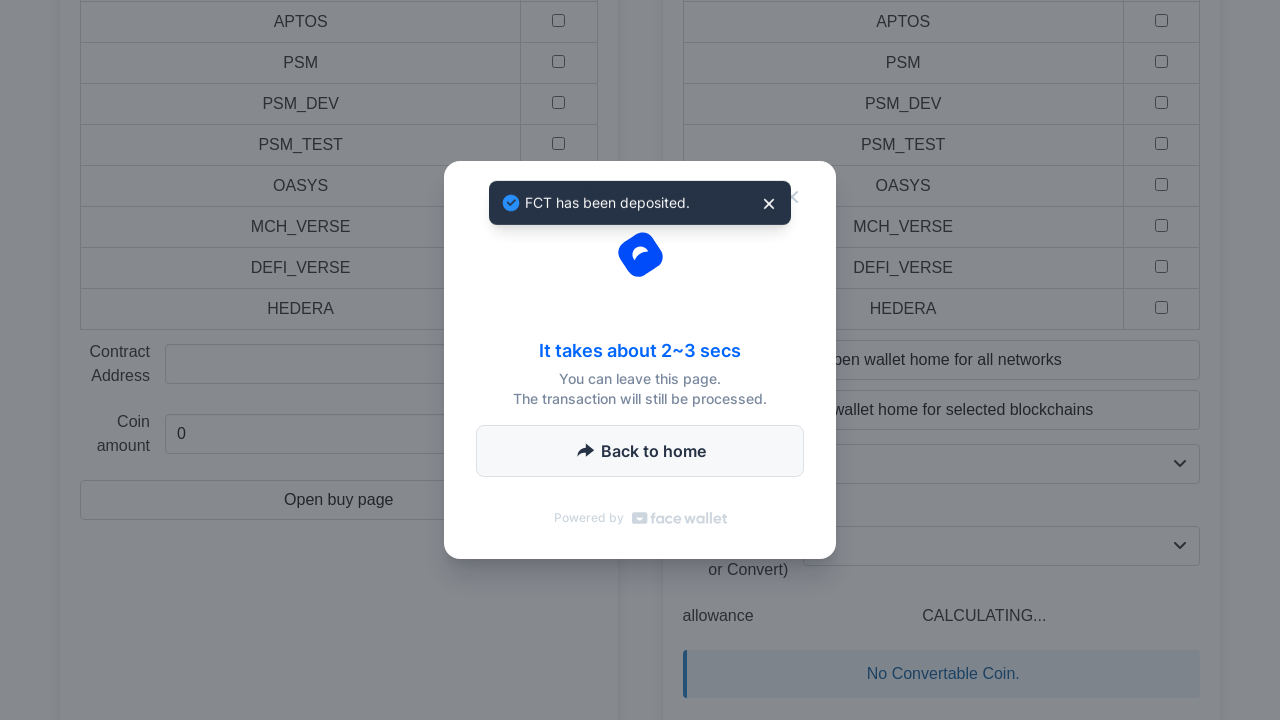 APTOS
PSM
PSM_DEV
PSM_TEST
OASYS
MCH_VERSE
DEFI_VERSE
HEDERA
Contract
Address
Coin
amount
0
Open buy page
FCT has been deposited.
It takes about 2~3 secs
You can leave this page.
The transaction will still be processed.
Back to home
Powered by face wallet
APTOS
PSM
PSM_DEV
PSM_TEST
OASYS
MCH_VERSE
DEFI_VERSE
HEDERA
wallet home for all networks
wallet home for selected blockchains
or Convert)
allowance
CALCULATING...
No Convertable Coin.